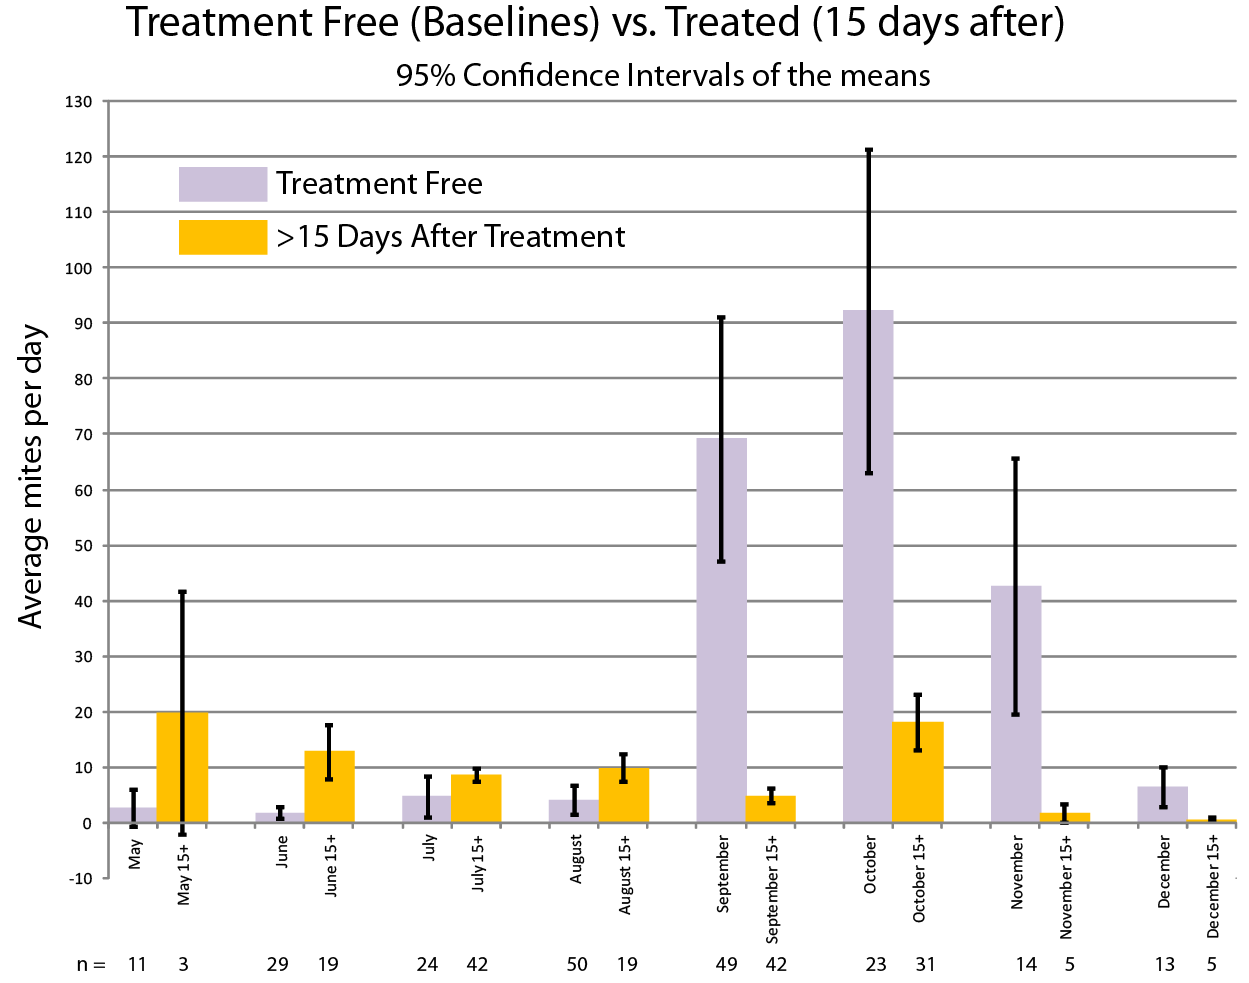 Treatment Free (Baselines) vs. Treated (15 days after)
95% Confidence Intervals of the means
130
120
110
100
90
80
70
60
50
40
30
20
10
0
-10
Treatment Free
>15 Days After Treatment
Average mites per day
May
May 15+
June
June 15+
July
July 15+
August
August 15+
September
September 15+
October
October 15+
November
November 15+
December
December 15+
n = 11 3 29 19 24 42 50 19 49 42 23 31 14 5 13 5